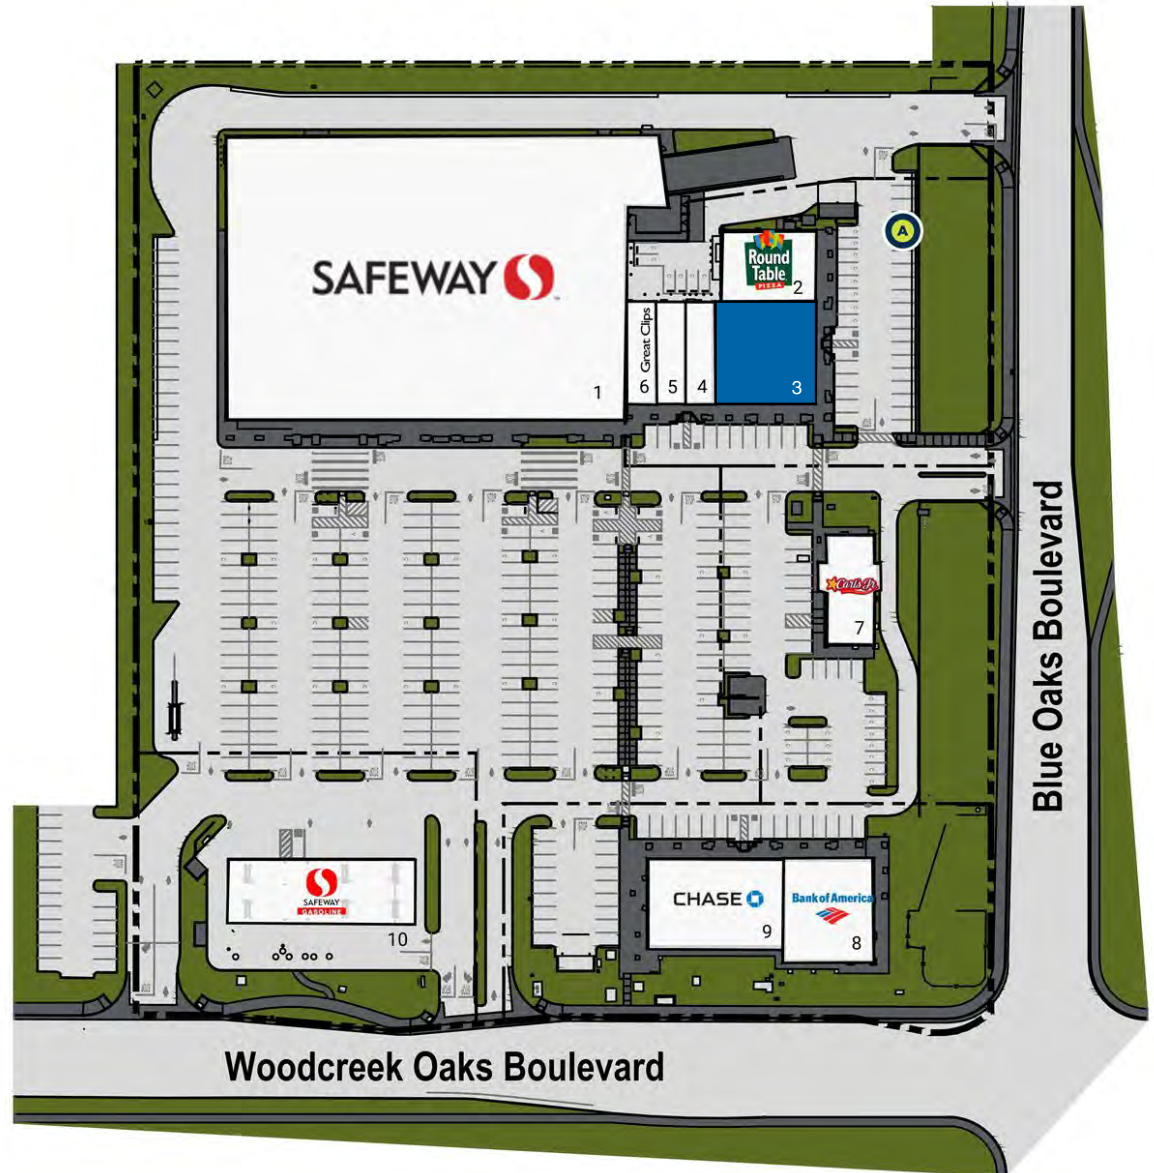 A
Round
Table
PIZZA
2
SAFEWAY
Great Clips
1
6
5
4
3
Carl's Jr.
7
Blue Oaks Boulevard
SAFEWAY
GASOLINE
10
CHASE
9
Bank of America
8
Woodcreek Oaks Boulevard